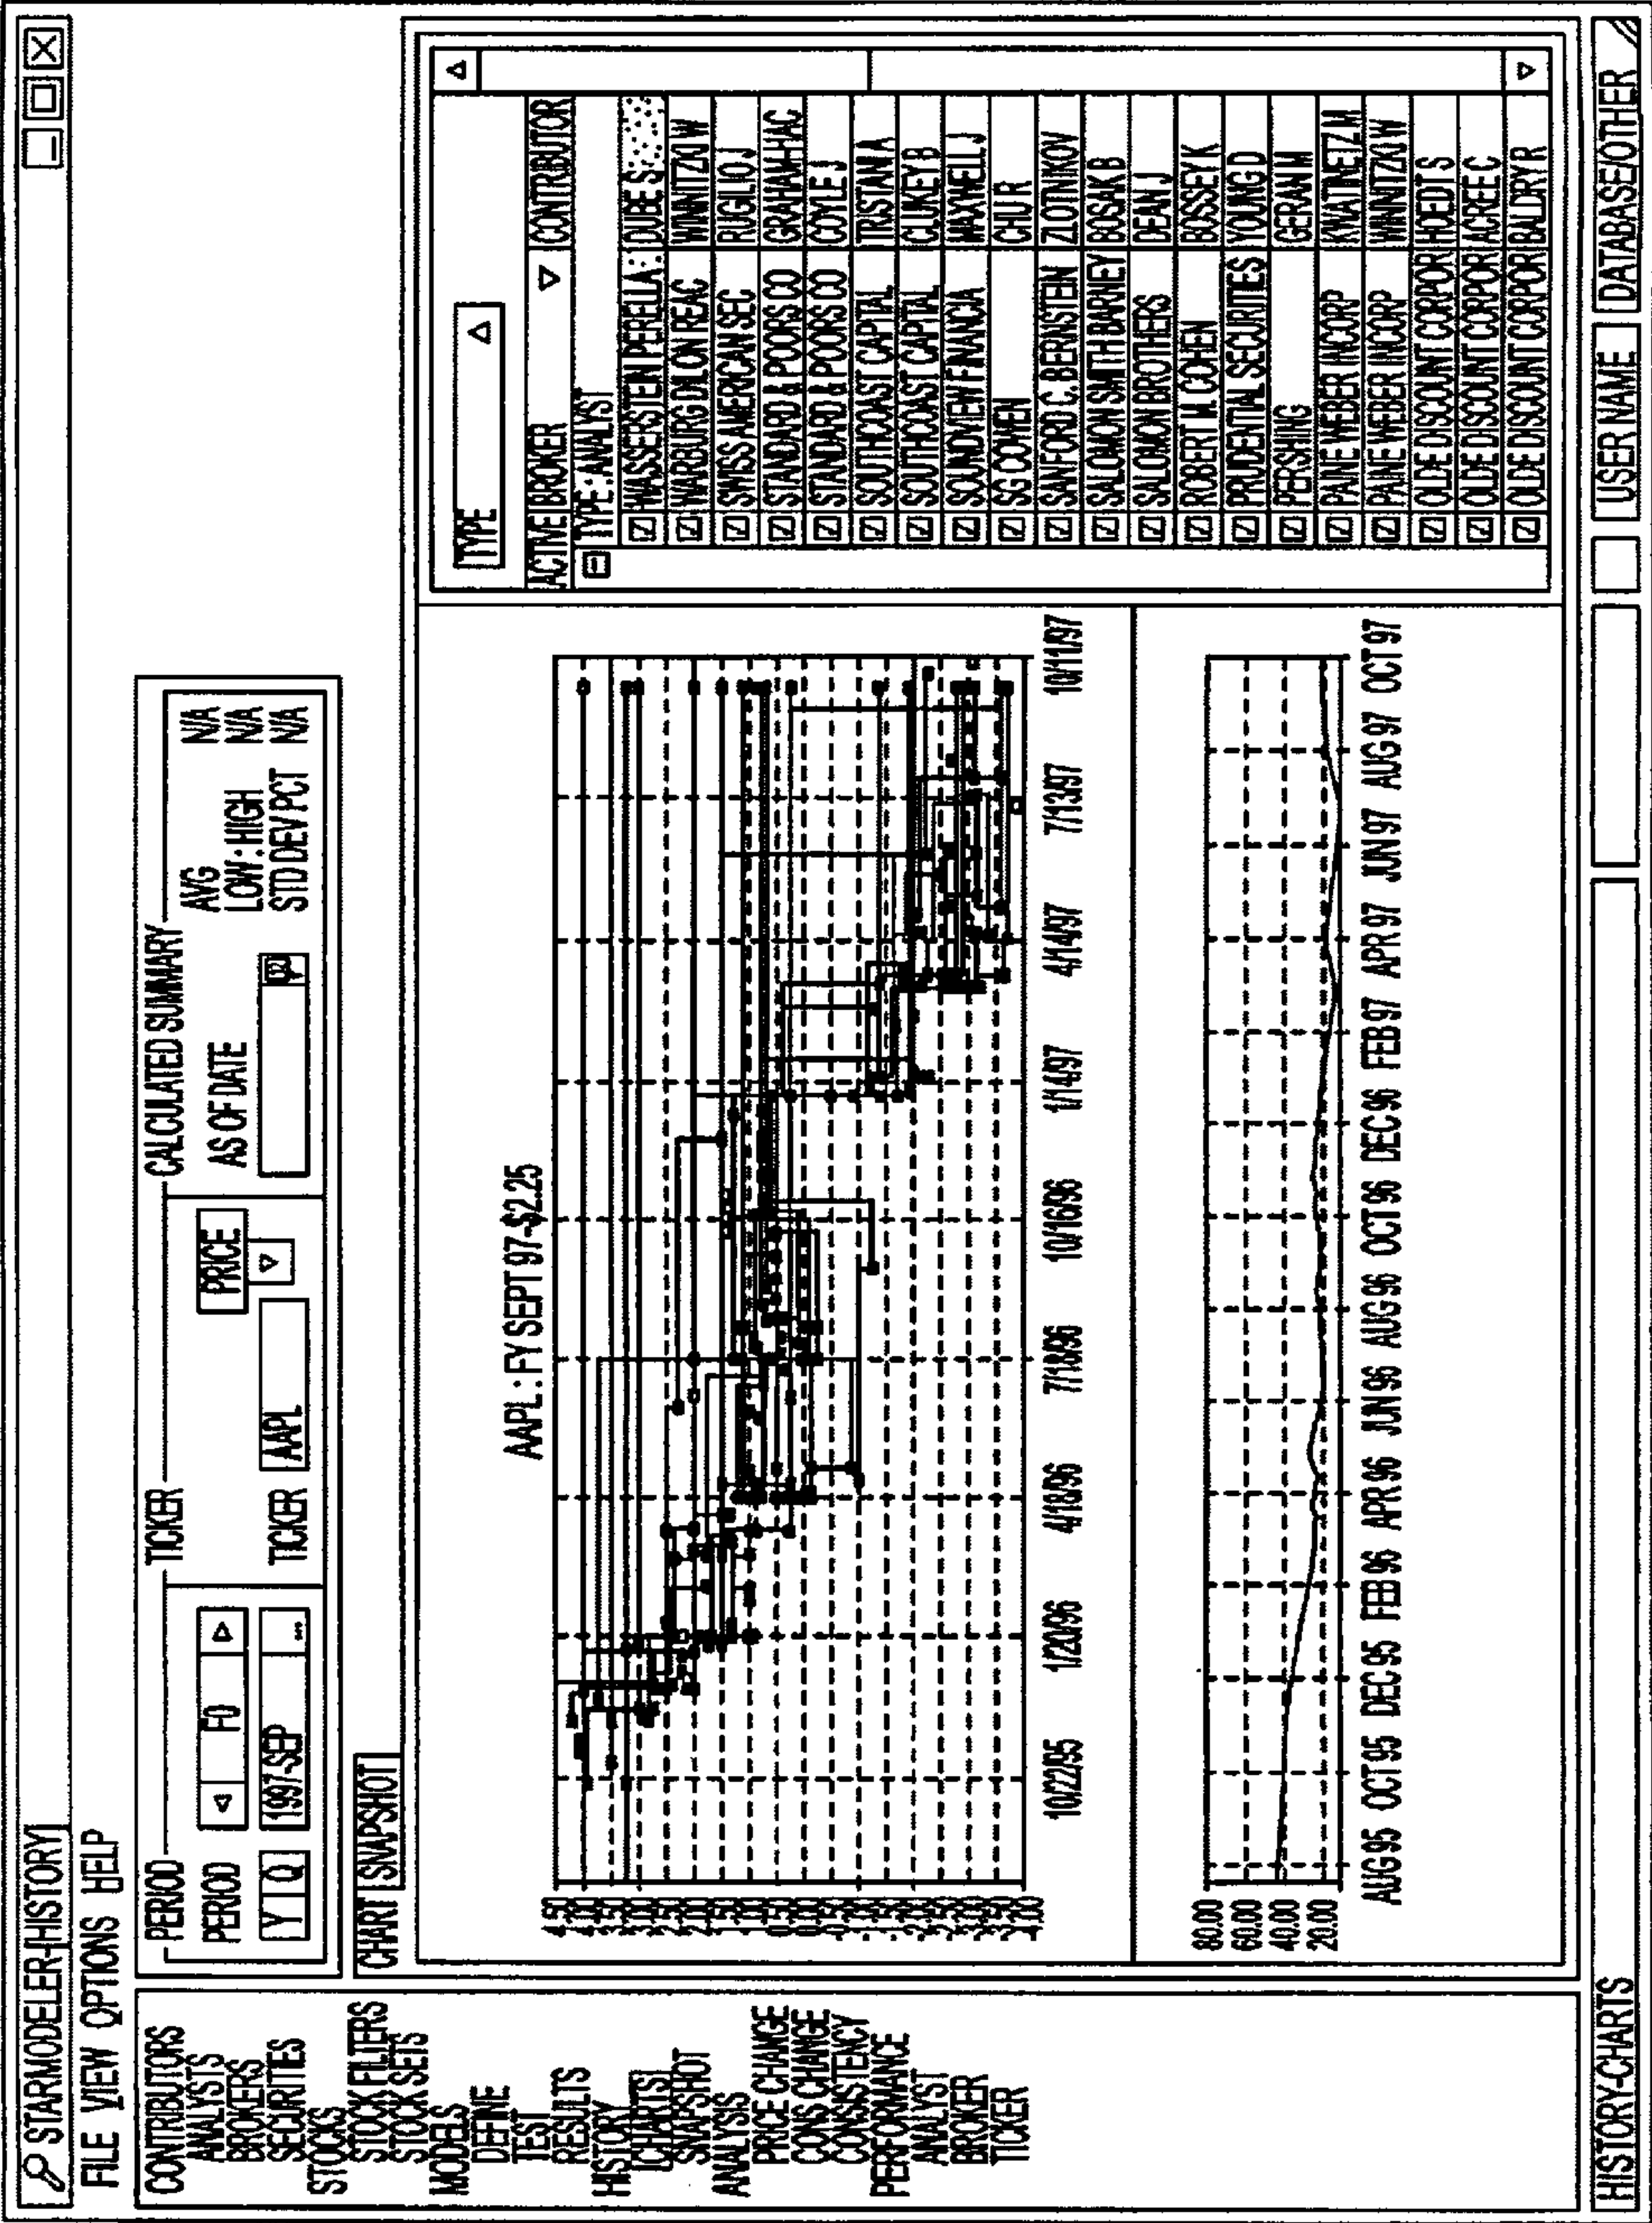 STARMODELER-[HISTORY]
FILE VIEW OPTIONS HELP
CONTRIBUTORS
ANALYSTS
BROKERS
SECURITIES
STOCKS
STOCK FILTERS
STOCK SETS
MODELS
DEFINE
TEST
RESULTS
HISTORY
[CHARTS]
SNAPSHOT
ANALYSIS
PRICE CHANGE
CONS CHANGE
CONSISTENCY
PERFORMANCE
ANALYST
BROKER
TICKER
PERIOD
PERIOD
F0
Y Q 1997-SEP ...
TICKER
PRICE
TICKER AAPL
CALCULATED SUMMARY
AS OF DATE
AVG N/A
LOW : HIGH N/A
STD DEV PCT N/A
CHART SNAPSHOT
AAPL : FY SEPT 97-$2.25
10/22/95 1/20/96 4/18/96 7/18/96 10/16/96 1/14/97 4/14/97 7/13/97 10/11/97
80.00
60.00
40.00
20.00
AUG 95 OCT 95 DEC 95 FEB 96 APR 96 JUN 96 AUG 96 OCT 96 DEC 96 FEB 97 APR 97 JUN 97 AUG 97 OCT 97
TYPE
ACTIVE BROKER CONTRIBUTOR
TYPE : ANALYST
WASSERSTEIN PERELLA DUBE S
WARBURG DILON REAC WINNITZKI W
SWISS AMERICAN SEC RUGILIO J
STANDARD & POORS CO GRAHAM-HAC
STANDARD & POORS CO COYLE J
SOUTHCOAST CAPITAL TRISTAN A
SOUTHCOAST CAPITAL CLUKEY B
SOUNDVIEW FINANCIA MAXWELL J
SG COWEN CHU R
SANFORD C. BERNSTEIN ZLOTNIKOV
SALOMON SMITH BARNEY BOSAK B
SALOMON BROTHERS DEAN J
ROBERT M. COHEN BOSSEY K
PRUDENTIAL SECURITIES YOUNG D
PERSHING GERAN M
PAINE WEBER INCORP KWATINETZ M
PAINE WEBER INCORP WINNITZKI W
OLDE DISCOUNT CORPOR HOEDT S
OLDE DISCOUNT CORPOR ACREE C
OLDE DISCOUNT CORPOR BALDRY R
HISTORY-CHARTS
USER NAME
DATABASE/OTHER